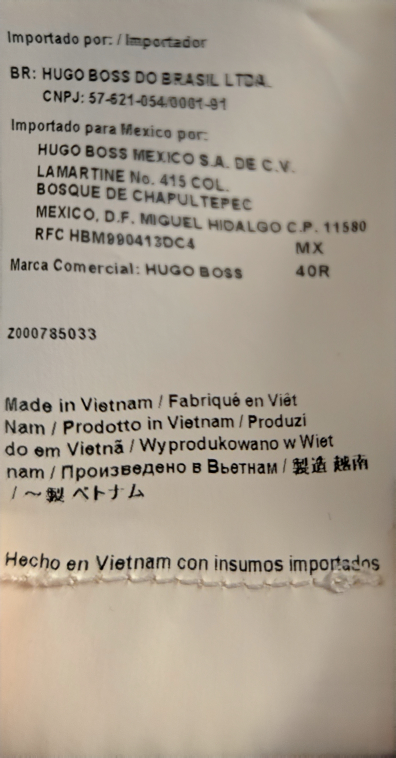 Importado por: / Importador
BR: HUGO BOSS DO BRASIL LTDA.
CNPJ: 57-621-054/0001-91
Importado para Mexico por:
HUGO BOSS MEXICO S.A. DE C.V.
LAMARTINE No. 415 COL.
BOSQUE DE CHAPULTEPEC
MEXICO, D.F. MIGUEL HIDALGO C.P. 11580
RFC HBM990413DC4 MX
Marca Comercial: HUGO BOSS 40R
Z000785033
Made in Vietnam / Fabriqué en Viêt
Nam / Prodotto in Vietnam / Produzi
do em Vietnã / Wyprodukowano w Wiet
nam / Произведено в Вьетнам / 製造 越南
/ ～製 ベトナム
Hecho en Vietnam con insumos importados